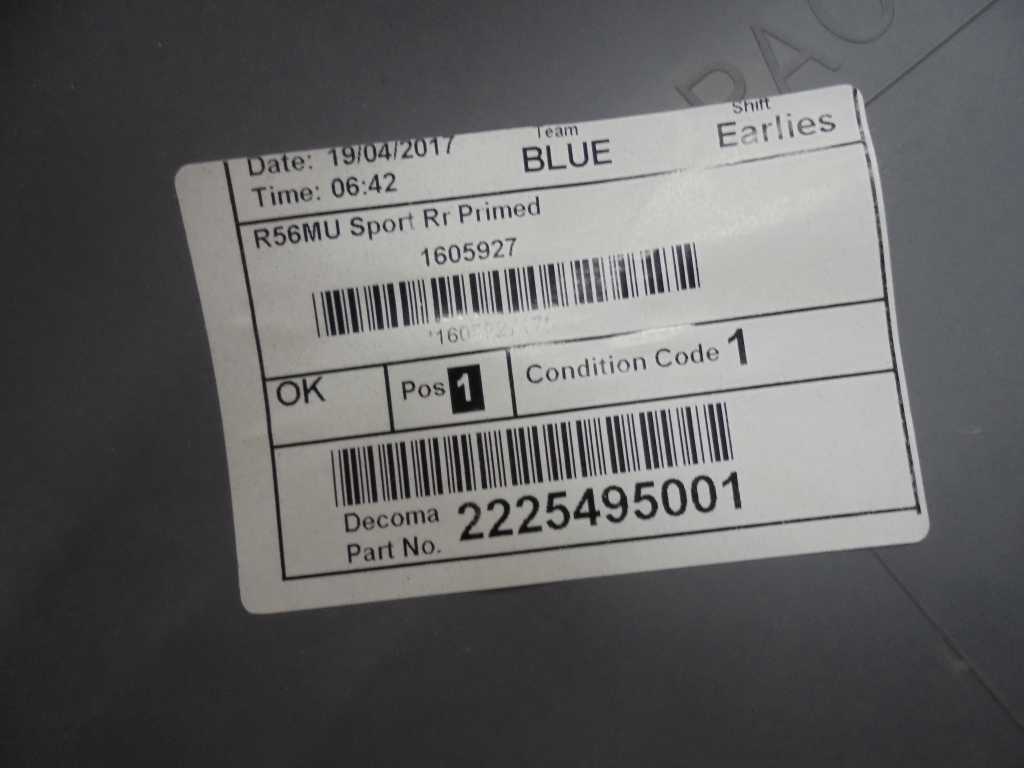 Date: 19/04/2017
Team
BLUE
Shift
Earlies
Time: 06:42
R56MU Sport Rr Primed
1605927
OK
Pos 1
Condition Code 1
Decoma
Part No.
2225495001